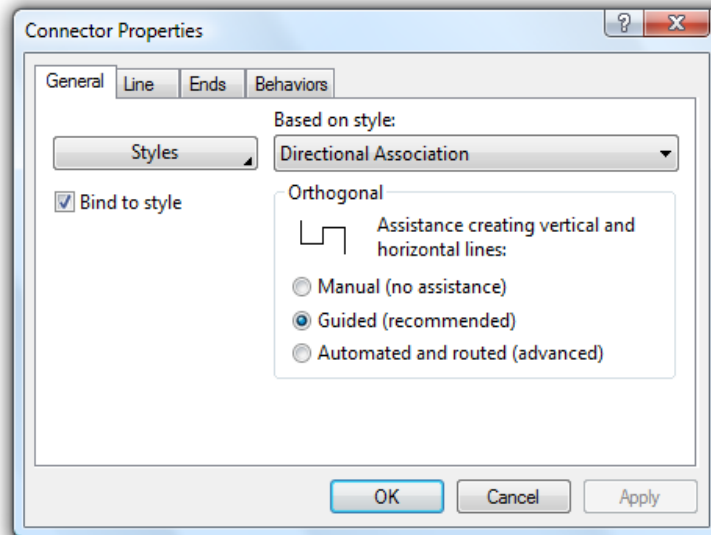 Connector Properties
?
General
Line
Ends
Behaviors
Based on style:
Styles
Directional Association
Bind to style
Orthogonal
Assistance creating vertical and
horizontal lines:
Manual (no assistance)
Guided (recommended)
Automated and routed (advanced)
OK
Cancel
Apply